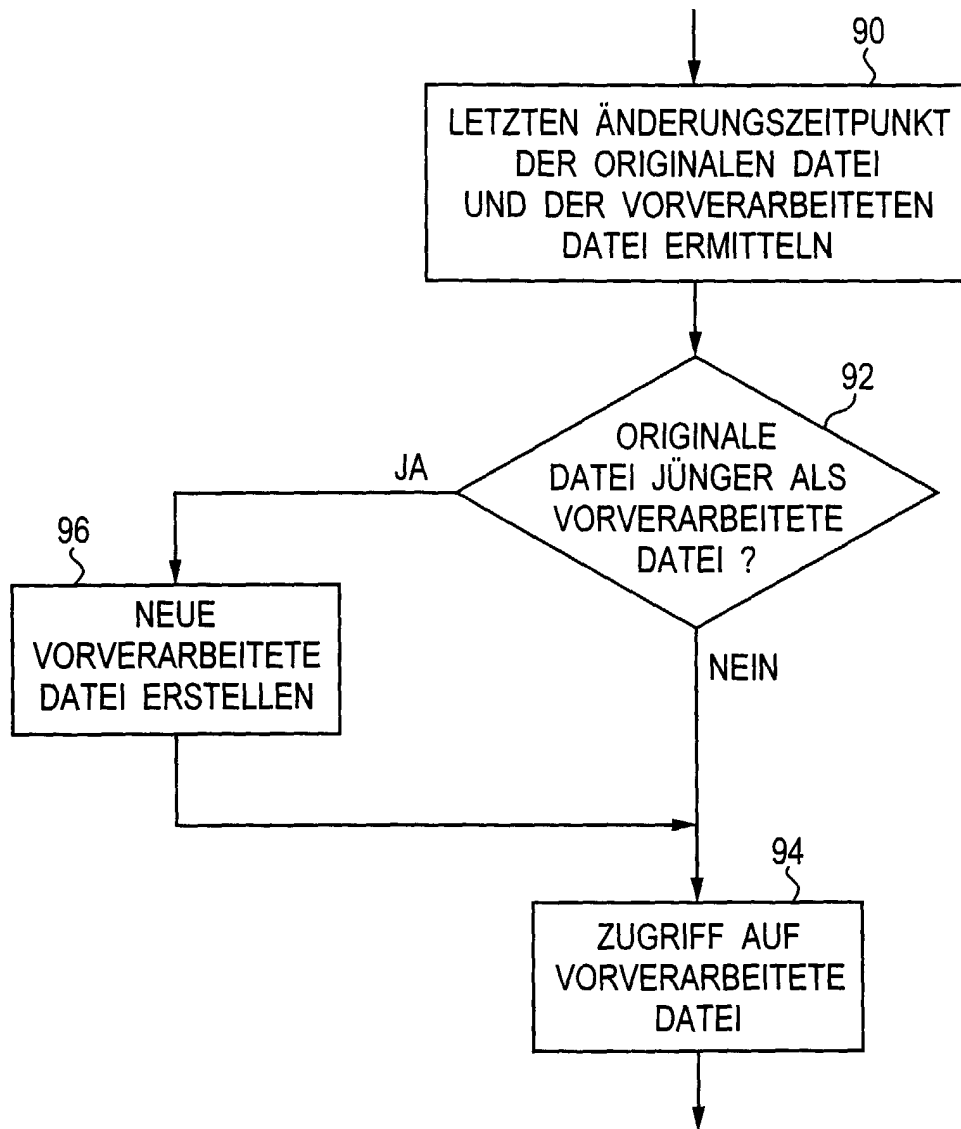 90
LETZTEN ÄNDERUNGSZEITPUNKT
DER ORIGINALEN DATEI
UND DER VORVERARBEITETEN
DATEI ERMITTELN
92
ORIGINALE
DATEI JÜNGER ALS
VORVERARBEITETE
DATEI ?
JA
96
NEUE
VORVERARBEITETE
DATEI ERSTELLEN
NEIN
94
ZUGRIFF AUF
VORVERARBEITETE
DATEI